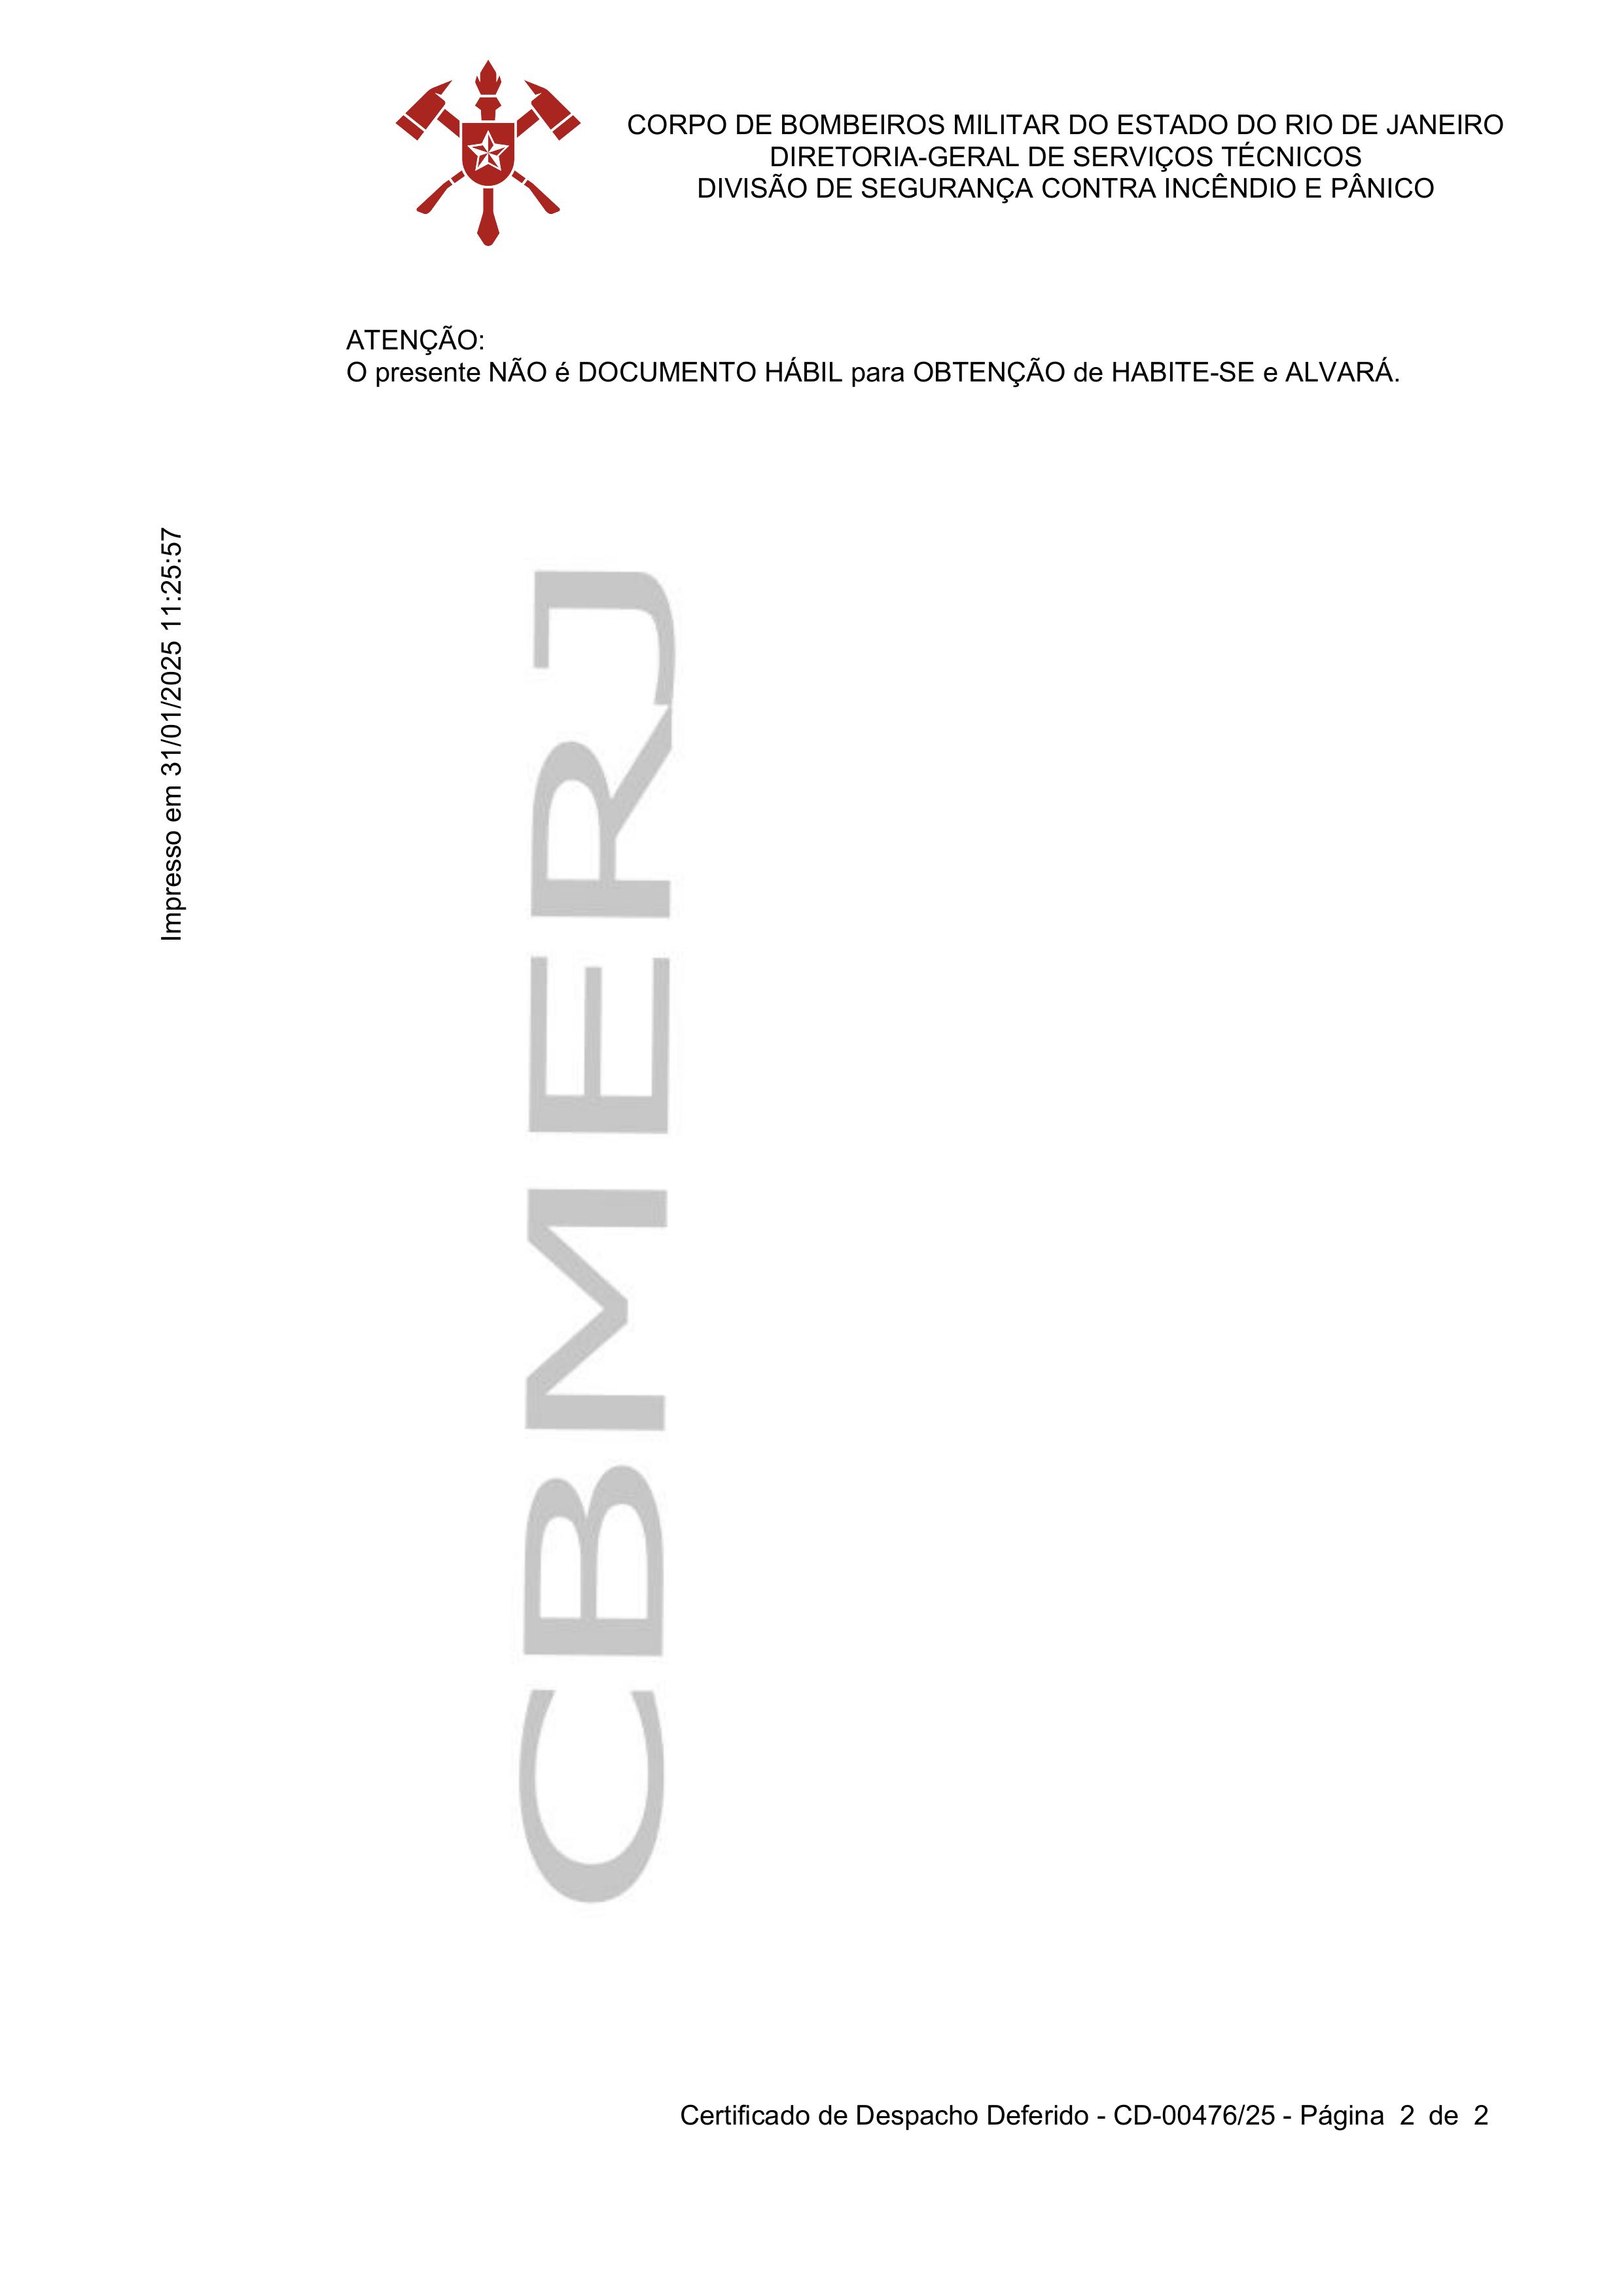 CORPO DE BOMBEIROS MILITAR DO ESTADO DO RIO DE JANEIRO
DIRETORIA-GERAL DE SERVIÇOS TÉCNICOS
DIVISÃO DE SEGURANÇA CONTRA INCÊNDIO E PÂNICO
ATENÇÃO:
O presente NÃO é DOCUMENTO HÁBIL para OBTENÇÃO de HABITE-SE e ALVARÁ.
Impresso em 31/01/2025 11:25:57
CBMERJ
Certificado de Despacho Deferido - CD-00476/25 - Página 2 de 2